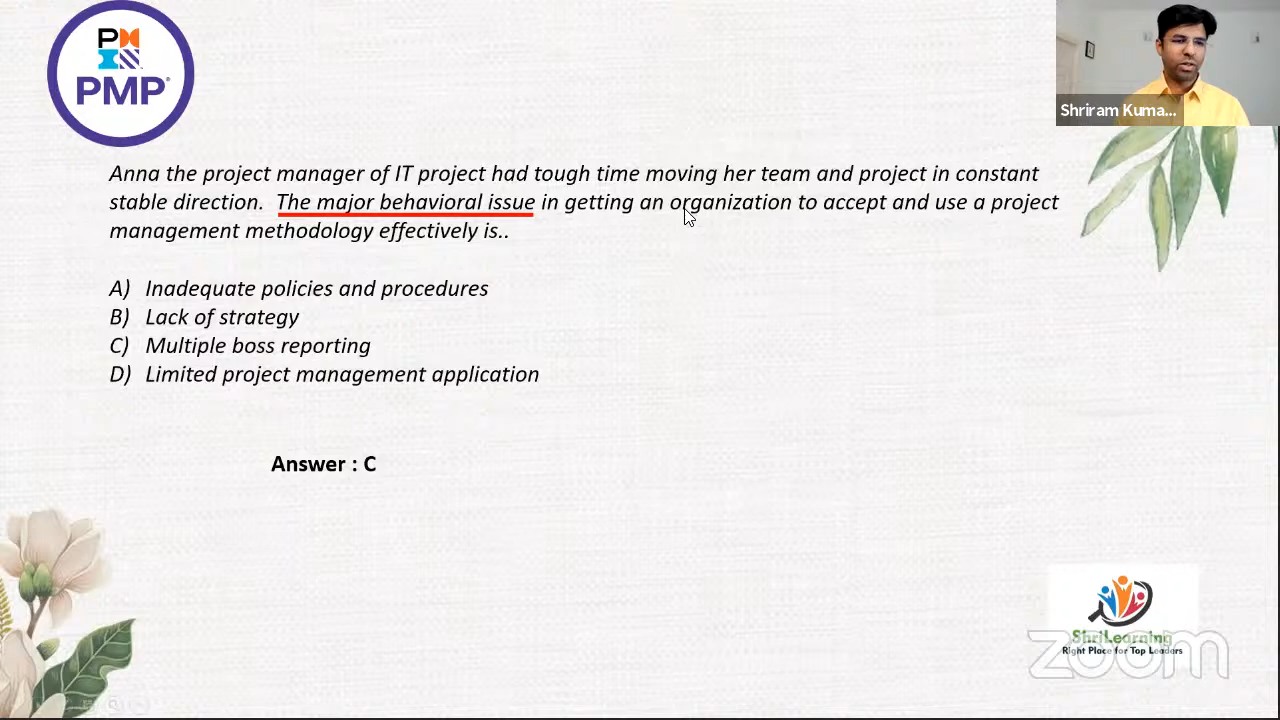 PM
PMP®
Shriram Kuma...
Anna the project manager of IT project had tough time moving her team and project in constant
stable direction.  The major behavioral issue in getting an organization to accept and use a project
management methodology effectively is..
A) Inadequate policies and procedures
B) Lack of strategy
C) Multiple boss reporting
D) Limited project management application
Answer : C
ShriLearning
Right Place for Top Leaders
zoom